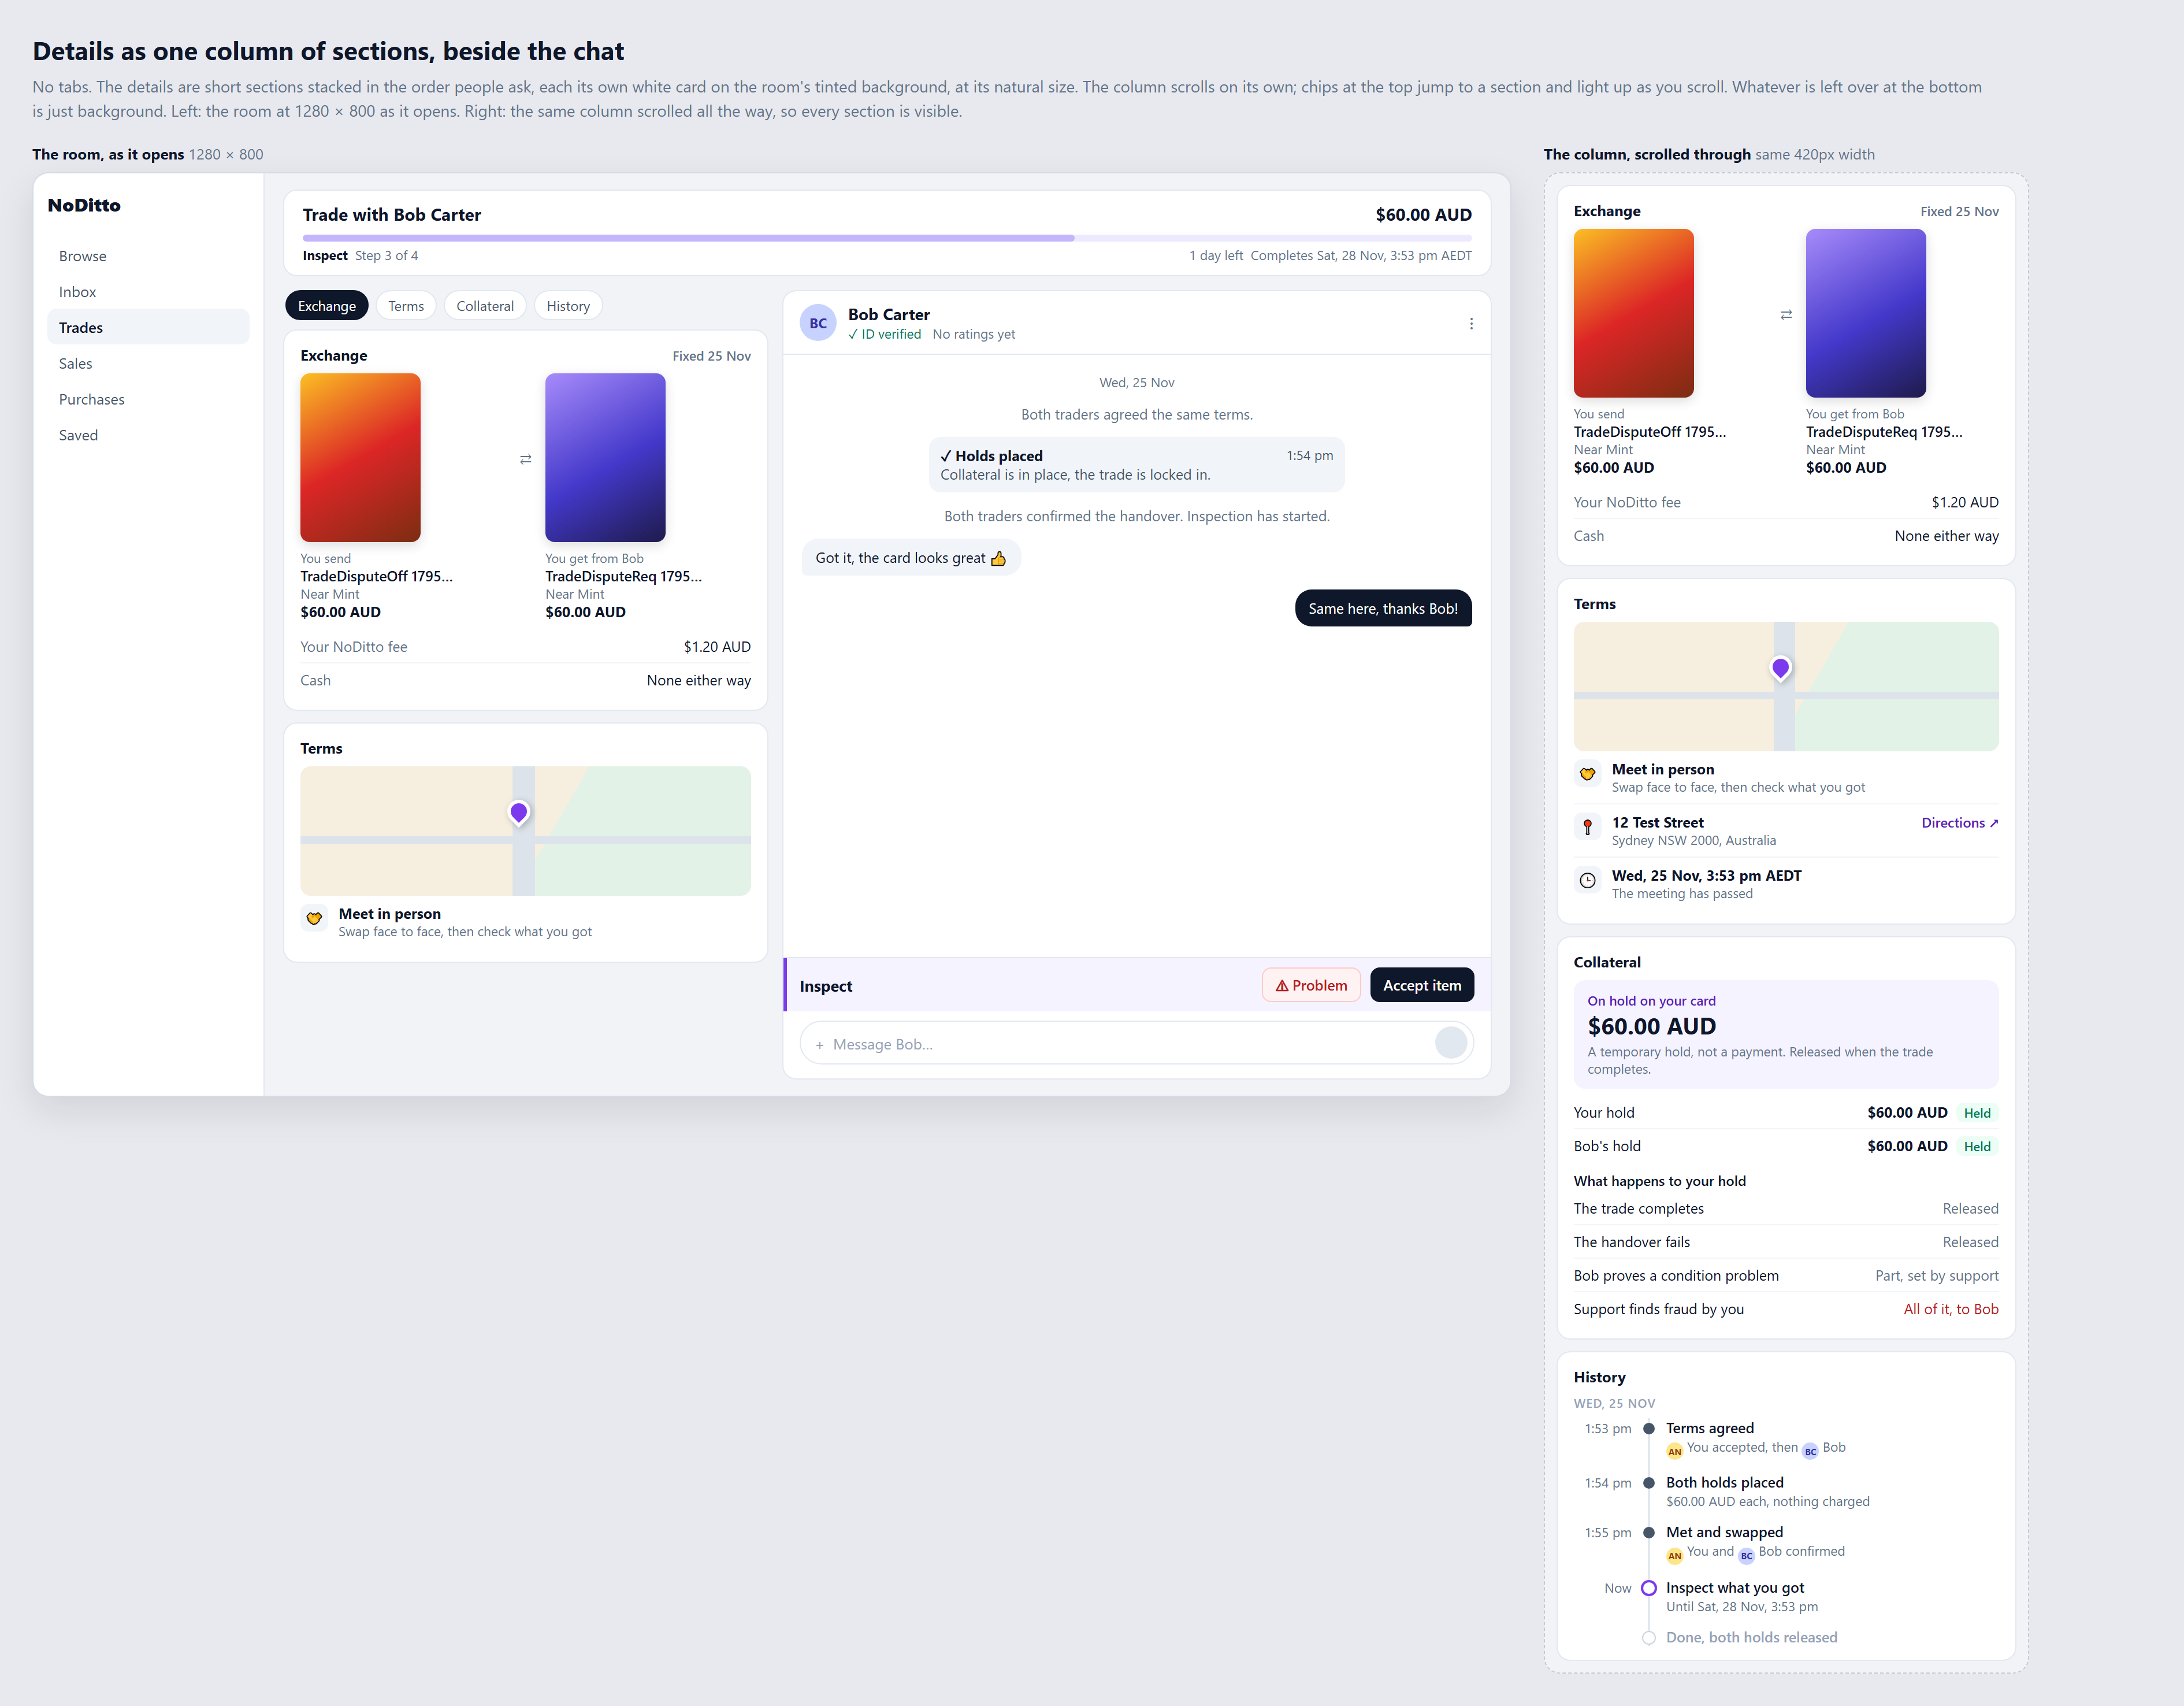 Details as one column of sections, beside the chat
No tabs. The details are short sections stacked in the order people ask, each its own white card on the room's tinted background, at its natural size. The column scrolls on its own; chips at the top jump to a section and light up as you scroll. Whatever is left over at the bottom
is just background. Left: the room at 1280 × 800 as it opens. Right: the same column scrolled all the way, so every section is visible.
The room, as it opens 1280 × 800
NoDitto
Browse
Inbox
Trades
Sales
Purchases
Saved
Trade with Bob Carter $60.00 AUD
Inspect Step 3 of 4 1 day left Completes Sat, 28 Nov, 3:53 pm AEDT
Exchange Terms Collateral History
Exchange Fixed 25 Nov
⇄
You send You get from Bob
TradeDisputeOff 1795... TradeDisputeReq 1795...
Near Mint Near Mint
$60.00 AUD $60.00 AUD
Your NoDitto fee $1.20 AUD
Cash None either way
Terms
Meet in person
Swap face to face, then check what you got
BC Bob Carter
✓ ID verified No ratings yet
Wed, 25 Nov
Both traders agreed the same terms.
✓ Holds placed 1:54 pm
Collateral is in place, the trade is locked in.
Both traders confirmed the handover. Inspection has started.
Got it, the card looks great 👍
Same here, thanks Bob!
Inspect ⚠ Problem Accept item
+ Message Bob...
The column, scrolled through same 420px width
Exchange Fixed 25 Nov
⇄
You send You get from Bob
TradeDisputeOff 1795... TradeDisputeReq 1795...
Near Mint Near Mint
$60.00 AUD $60.00 AUD
Your NoDitto fee $1.20 AUD
Cash None either way
Terms
Meet in person
Swap face to face, then check what you got
12 Test Street Directions ↗
Sydney NSW 2000, Australia
Wed, 25 Nov, 3:53 pm AEDT
The meeting has passed
Collateral
On hold on your card
$60.00 AUD
A temporary hold, not a payment. Released when the trade
completes.
Your hold $60.00 AUD Held
Bob's hold $60.00 AUD Held
What happens to your hold
The trade completes Released
The handover fails Released
Bob proves a condition problem Part, set by support
Support finds fraud by you All of it, to Bob
History
WED, 25 NOV
1:53 pm Terms agreed
AN You accepted, then BC Bob
1:54 pm Both holds placed
$60.00 AUD each, nothing charged
1:55 pm Met and swapped
AN You and BC Bob confirmed
Now Inspect what you got
Until Sat, 28 Nov, 3:53 pm
Done, both holds released